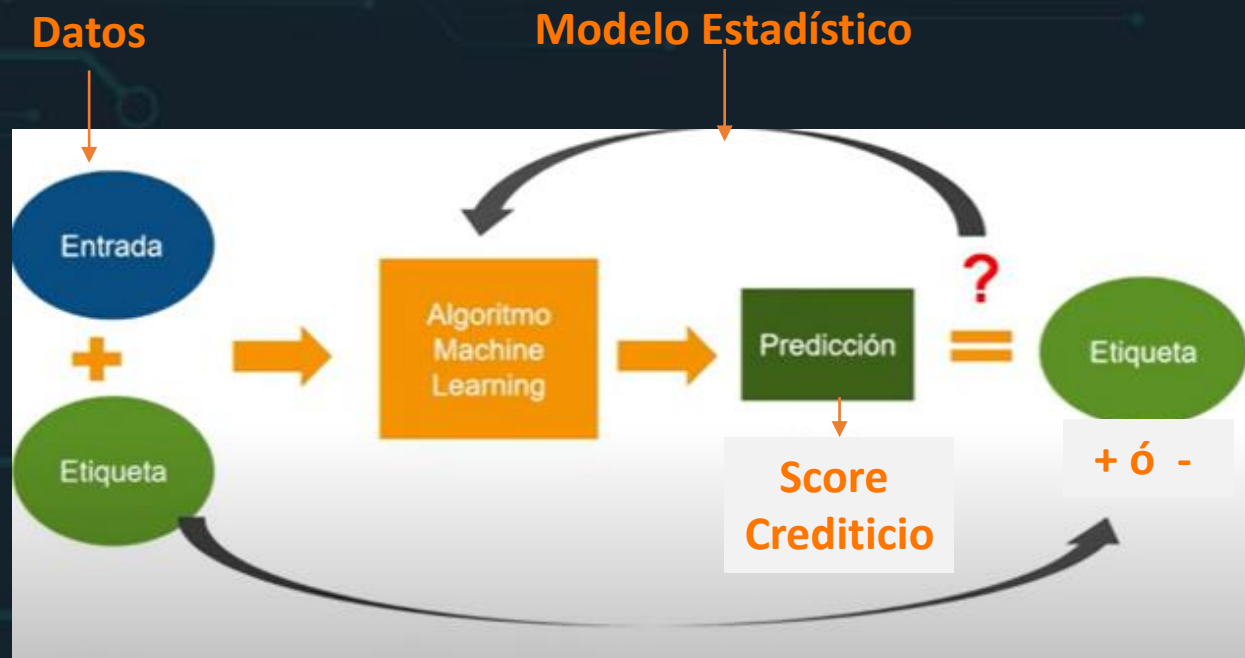 Datos
Modelo Estadístico
Entrada
+
Etiqueta
Algoritmo
Machine
Learning
Predicción
?
=
Etiqueta
Score
Crediticio
+ ó -